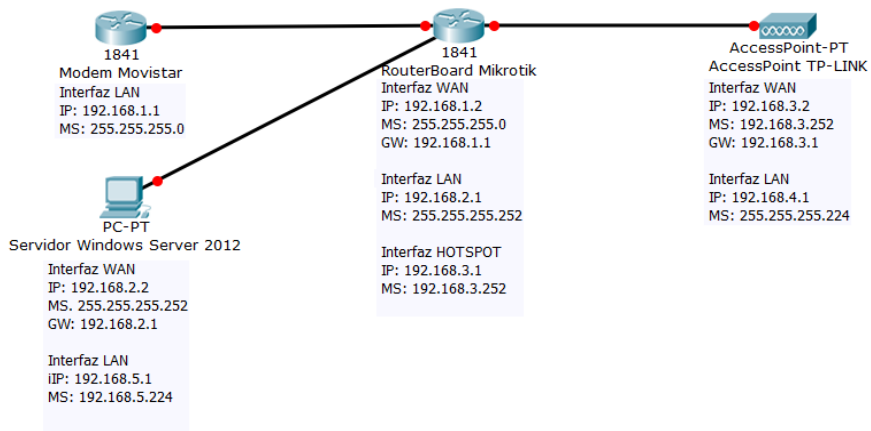 1841
Modem Movistar
Interfaz LAN
IP: 192.168.1.1
MS: 255.255.255.0
1841
RouterBoard Mikrotik
Interfaz WAN
IP: 192.168.1.2
MS: 255.255.255.0
GW: 192.168.1.1
Interfaz LAN
IP: 192.168.2.1
MS: 255.255.255.252
Interfaz HOTSPOT
IP: 192.168.3.1
MS: 192.168.3.252
AccessPoint-PT
AccessPoint TP-LINK
Interfaz WAN
IP: 192.168.3.2
MS: 192.168.3.252
GW: 192.168.3.1
Interfaz LAN
IP: 192.168.4.1
MS: 255.255.255.224
PC-PT
Servidor Windows Server 2012
Interfaz WAN
IP: 192.168.2.2
MS. 255.255.255.252
GW: 192.168.2.1
Interfaz LAN
iIP: 192.168.5.1
MS: 192.168.5.224